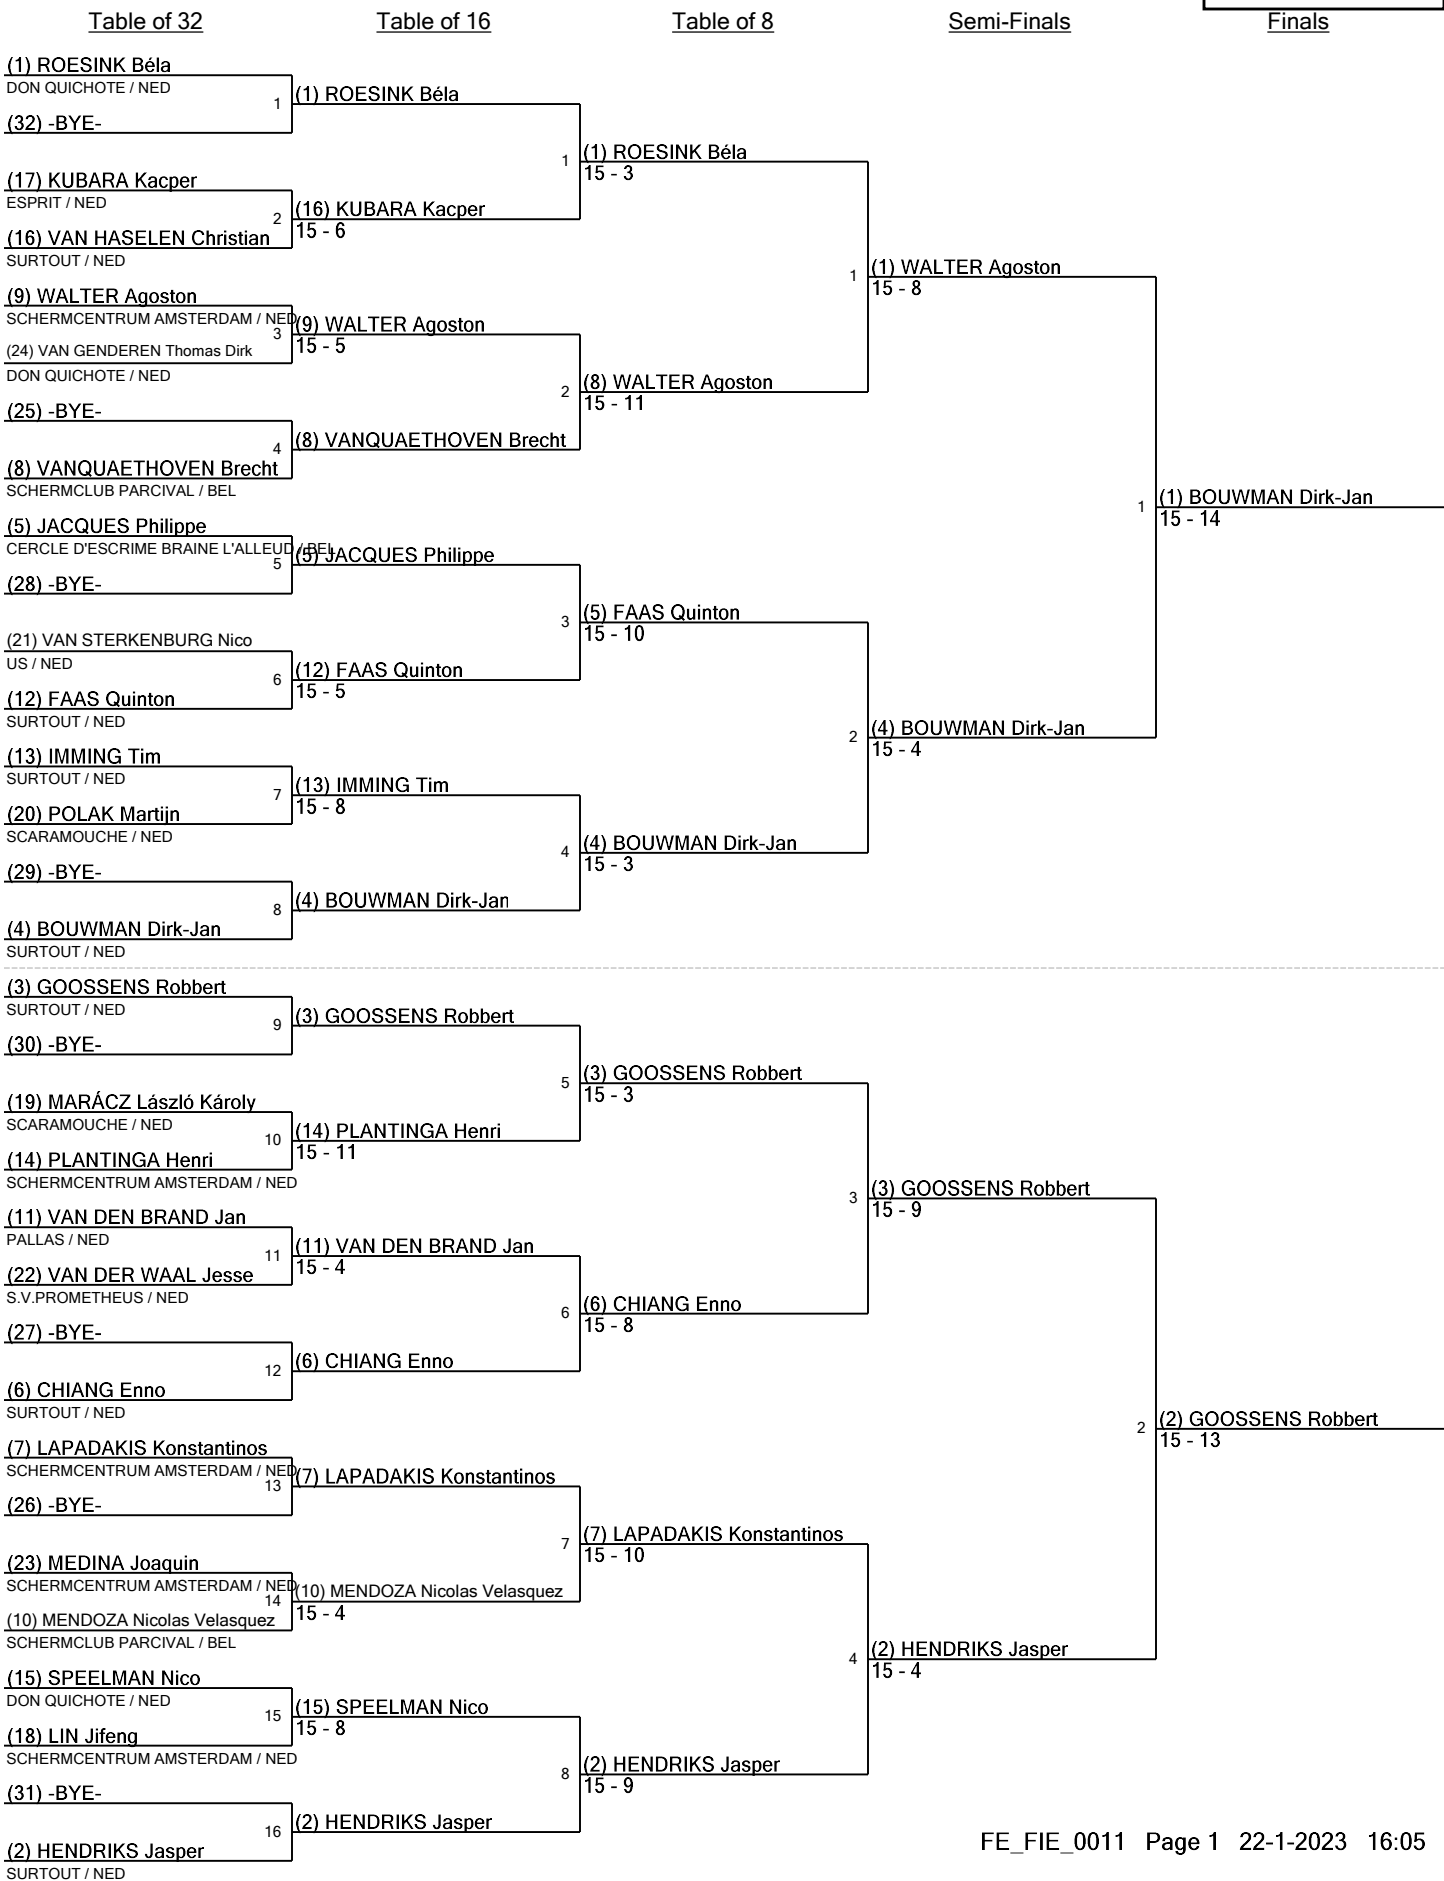 Table of 32
Table of 16
Table of 8
Semi-Finals
Finals
(1) ROESINK Béla
DON QUICHOTE / NED
1
(32) -BYE-
(17) KUBARA Kacper
ESPRIT / NED
2
(16) VAN HASELEN Christian
SURTOUT / NED
(9) WALTER Agoston
SCHERMCENTRUM AMSTERDAM / NED
3
(24) VAN GENDEREN Thomas Dirk
DON QUICHOTE / NED
(25) -BYE-
4
(8) VANQUAETHOVEN Brecht
SCHERMCLUB PARCIVAL / BEL
(5) JACQUES Philippe
CERCLE D'ESCRIME BRAINE L'ALLEUD / BEL
5
(28) -BYE-
(21) VAN STERKENBURG Nico
US / NED
6
(12) FAAS Quinton
SURTOUT / NED
(13) IMMING Tim
SURTOUT / NED
7
(20) POLAK Martijn
SCARAMOUCHE / NED
(29) -BYE-
8
(4) BOUWMAN Dirk-Jan
SURTOUT / NED
(3) GOOSSENS Robbert
SURTOUT / NED
9
(30) -BYE-
(19) MARÁCZ László Károly
SCARAMOUCHE / NED
10
(14) PLANTINGA Henri
SCHERMCENTRUM AMSTERDAM / NED
(11) VAN DEN BRAND Jan
PALLAS / NED
11
(22) VAN DER WAAL Jesse
S.V.PROMETHEUS / NED
(27) -BYE-
12
(6) CHIANG Enno
SURTOUT / NED
(7) LAPADAKIS Konstantinos
SCHERMCENTRUM AMSTERDAM / NED
13
(26) -BYE-
(23) MEDINA Joaquin
SCHERMCENTRUM AMSTERDAM / NED
14
(10) MENDOZA Nicolas Velasquez
SCHERMCLUB PARCIVAL / BEL
(15) SPEELMAN Nico
DON QUICHOTE / NED
15
(18) LIN Jifeng
SCHERMCENTRUM AMSTERDAM / NED
(31) -BYE-
16
(2) HENDRIKS Jasper
SURTOUT / NED
(1) ROESINK Béla
1
(16) KUBARA Kacper
15 - 6
(9) WALTER Agoston
15 - 5
2
(8) VANQUAETHOVEN Brecht
(5) JACQUES Philippe
3
(12) FAAS Quinton
15 - 5
(13) IMMING Tim
15 - 8
4
(4) BOUWMAN Dirk-Jan
(3) GOOSSENS Robbert
5
(14) PLANTINGA Henri
15 - 11
(11) VAN DEN BRAND Jan
15 - 4
6
(6) CHIANG Enno
(7) LAPADAKIS Konstantinos
7
(10) MENDOZA Nicolas Velasquez
15 - 4
(15) SPEELMAN Nico
15 - 8
8
(2) HENDRIKS Jasper
(1) ROESINK Béla
15 - 3
1
(8) WALTER Agoston
15 - 11
(5) FAAS Quinton
15 - 10
2
(4) BOUWMAN Dirk-Jan
15 - 3
(3) GOOSSENS Robbert
15 - 3
3
(6) CHIANG Enno
15 - 8
(7) LAPADAKIS Konstantinos
15 - 10
4
(2) HENDRIKS Jasper
15 - 9
(1) WALTER Agoston
15 - 8
1
(4) BOUWMAN Dirk-Jan
15 - 4
(3) GOOSSENS Robbert
15 - 9
2
(2) HENDRIKS Jasper
15 - 4
(1) BOUWMAN Dirk-Jan
15 - 14
(2) GOOSSENS Robbert
15 - 13
FE_FIE_0011 Page 1 22-1-2023 16:05